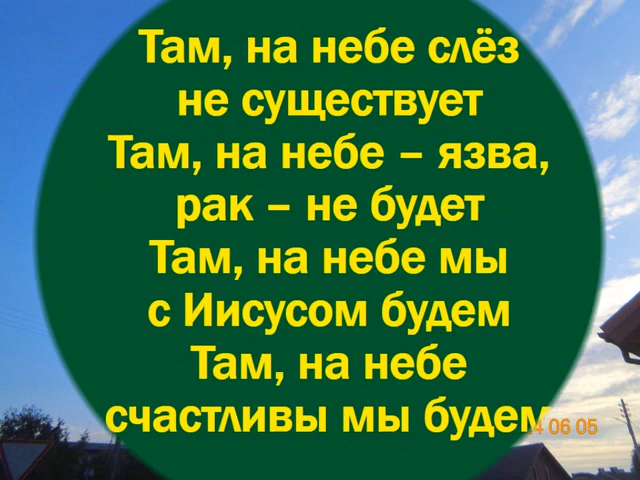 Там, на небе слёз
не существует
Там, на небе – язва,
рак – не будет
Там, на небе мы
с Иисусом будем
Там, на небе
счастливы мы будем
4 06 05